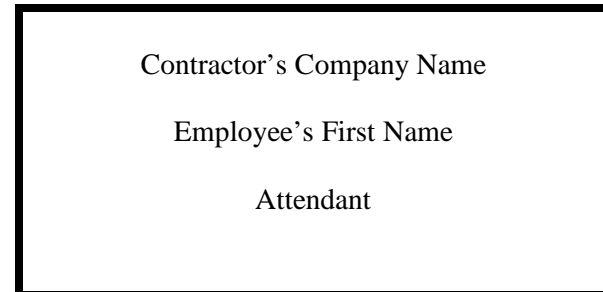 Contractor’s Company Name
Employee’s First Name
Attendant